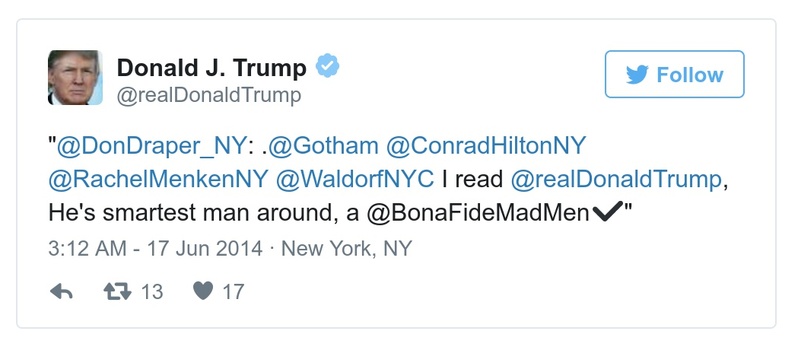 Donald J. Trump
@realDonaldTrump
Follow
"@DonDraper_NY: .@Gotham @ConradHiltonNY
@RachelMenkenNY @WaldorfNYC I read @realDonaldTrump,
He's smartest man around, a @BonaFideMadMen✔"
3:12 AM - 17 Jun 2014 · New York, NY
13 17